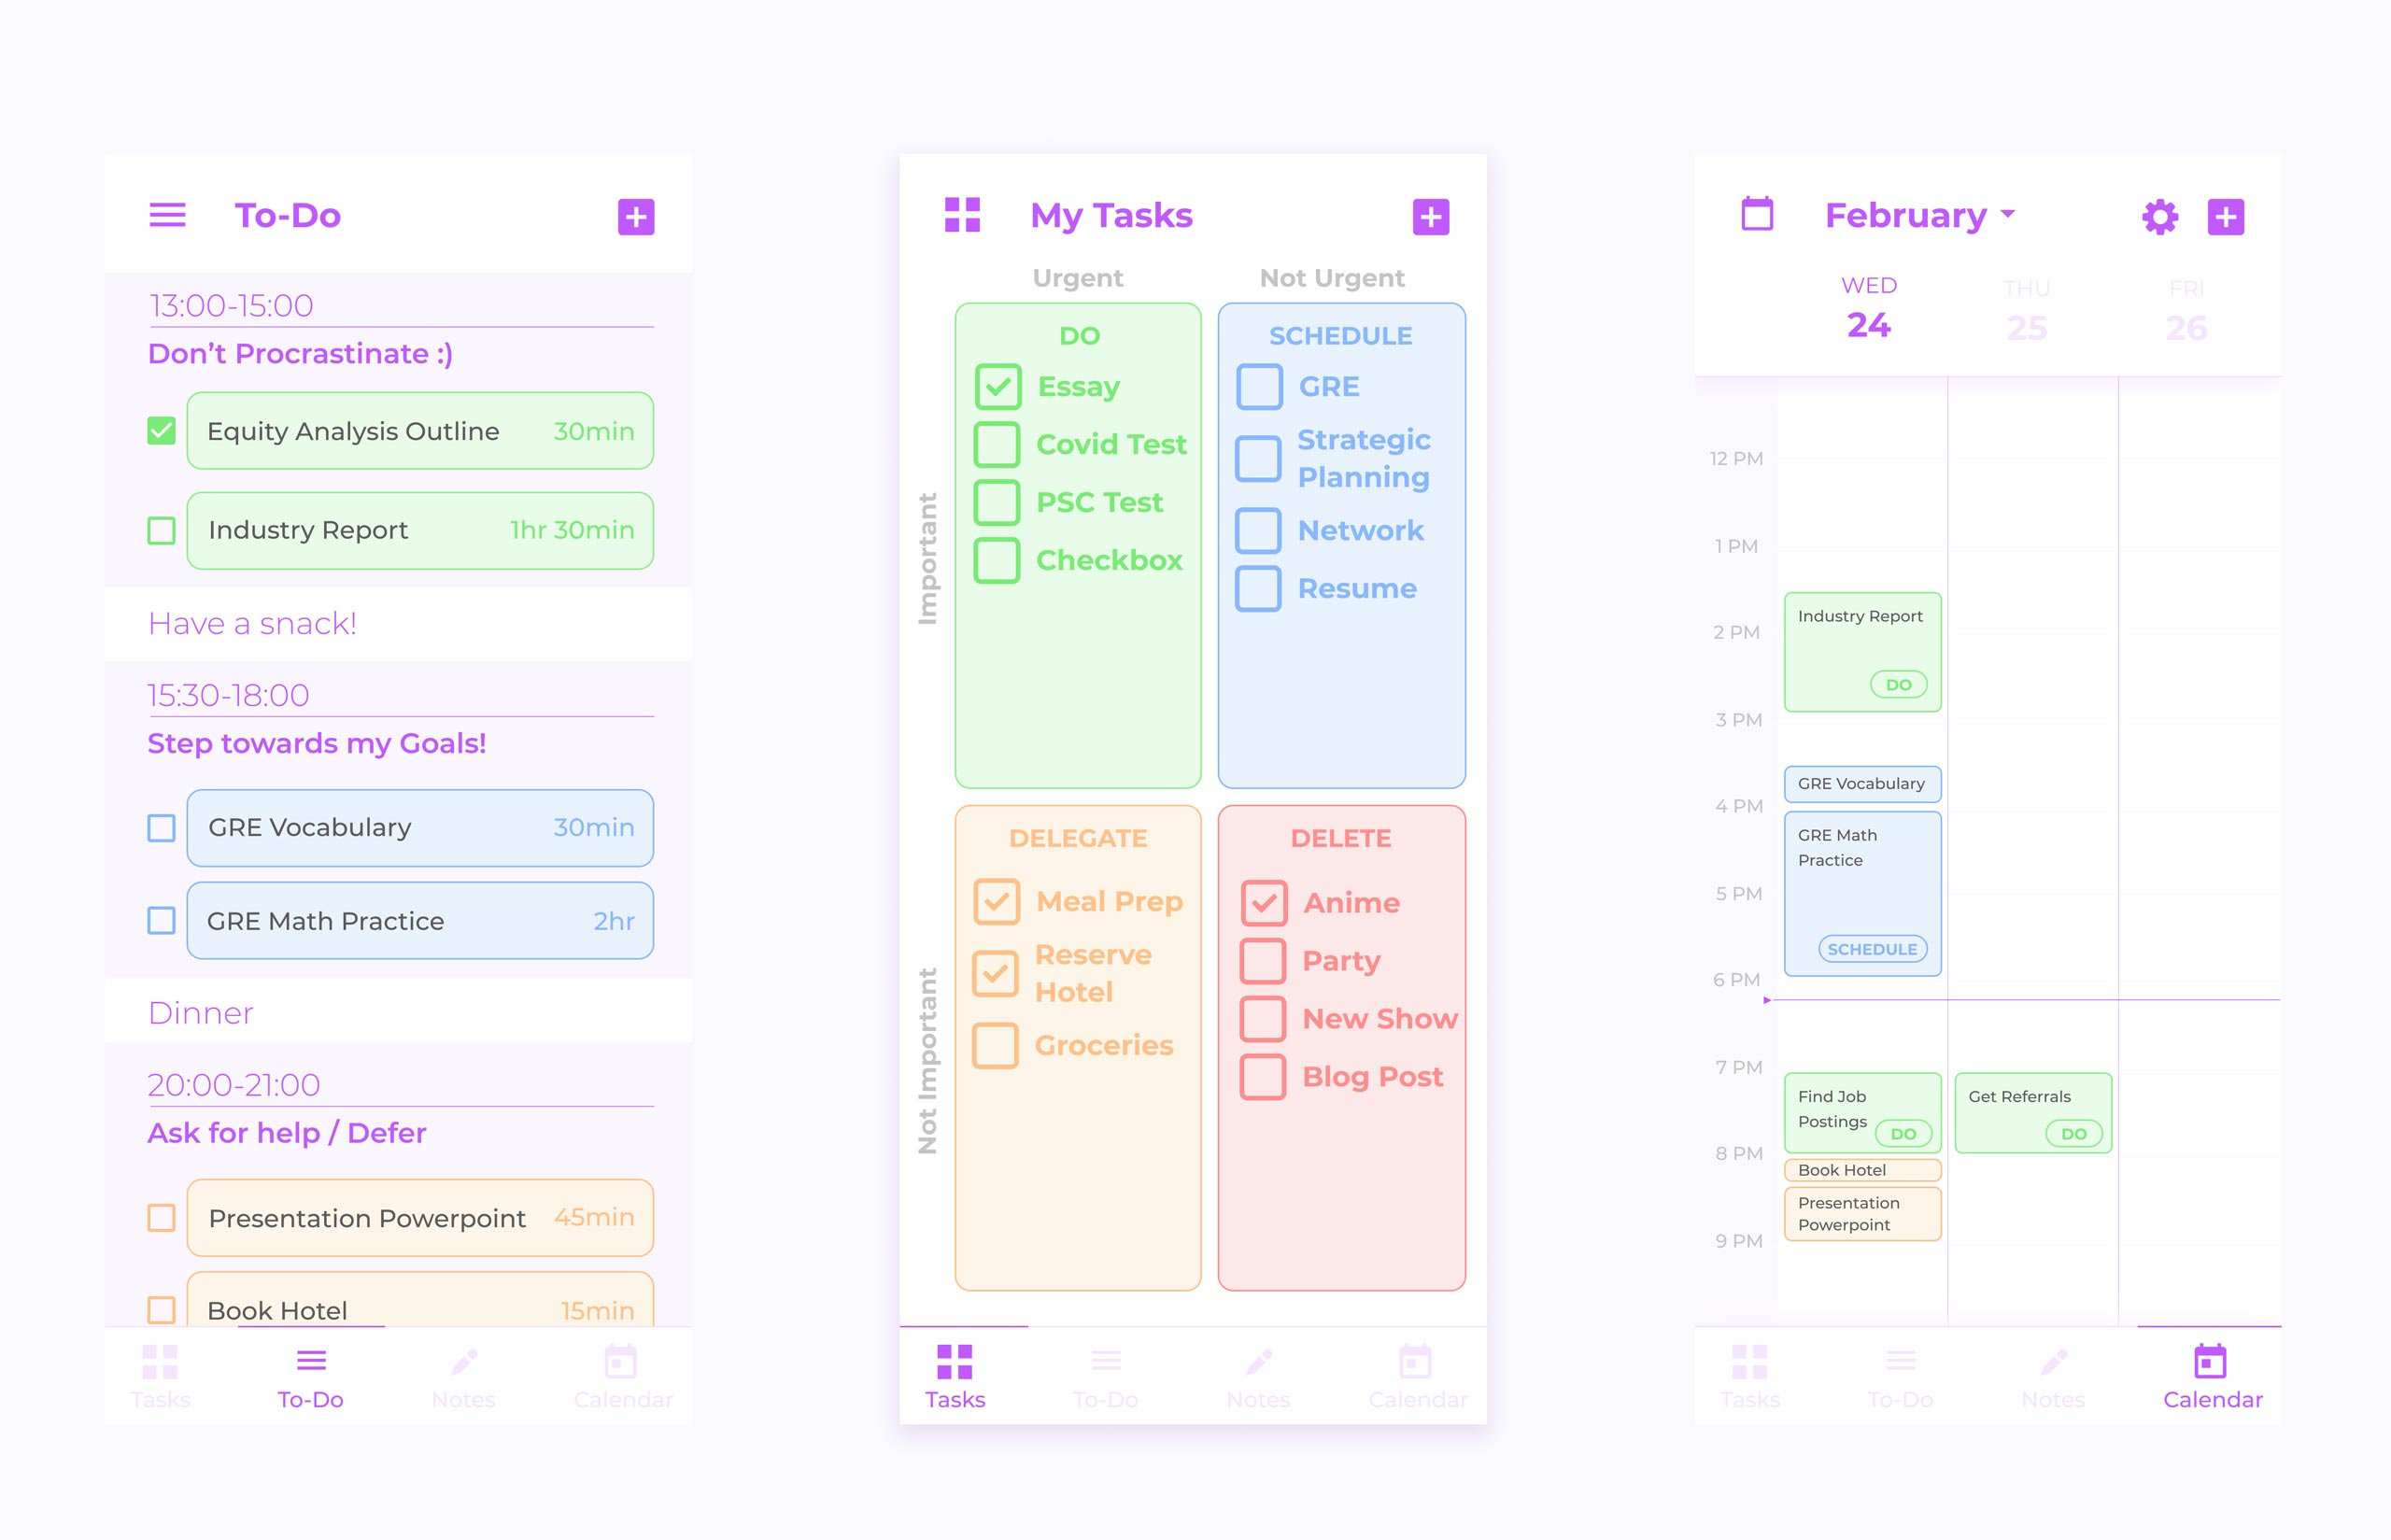 To-Do
13:00-15:00
Don't Procrastinate :)
Equity Analysis Outline 30min
Industry Report 1hr 30min
Have a snack!
15:30-18:00
Step towards my Goals!
GRE Vocabulary 30min
GRE Math Practice 2hr
Dinner
20:00-21:00
Ask for help / Defer
Presentation Powerpoint 45min
Book Hotel 15min
Tasks To-Do Notes Calendar
My Tasks
Urgent Not Urgent
Important
DO
Essay
Covid Test
PSC Test
Checkbox
SCHEDULE
GRE
Strategic
Planning
Network
Resume
Not Important
DELEGATE
Meal Prep
Reserve
Hotel
Groceries
DELETE
Anime
Party
New Show
Blog Post
Tasks To-Do Notes Calendar
February
WED THU FRI
24 25 26
12 PM
1 PM
Industry Report
2 PM
DO
3 PM
GRE Vocabulary
4 PM
GRE Math
Practice
5 PM
SCHEDULE
6 PM
7 PM
Find Job
Postings
DO
Get Referrals
DO
8 PM
Book Hotel
Presentation
Powerpoint
9 PM
Tasks To-Do Notes Calendar